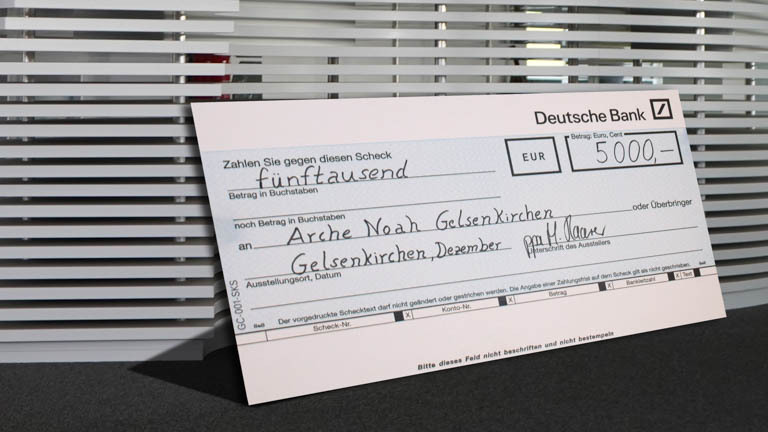 Deutsche Bank
Zahlen Sie gegen diesen Scheck
fünftausend
Betrag in Buchstaben
EUR
Betrag: Euro, Cent
5000,–
noch Betrag in Buchstaben
an Arche Noah Gelsenkirchen oder Überbringer
Gelsenkirchen, Dezember ppa
Ausstellungsort, Datum
Unterschrift des Ausstellers
GC-001-SKS
Der vorgedruckte Schecktext darf nicht geändert oder gestrichen werden. Die Angabe einer Zahlungsfrist auf dem Scheck gilt als nicht geschrieben.
Scheck-Nr. X Konto-Nr. X Betrag X Bankleitzahl X Text
Bitte dieses Feld nicht beschriften und nicht bestempeln